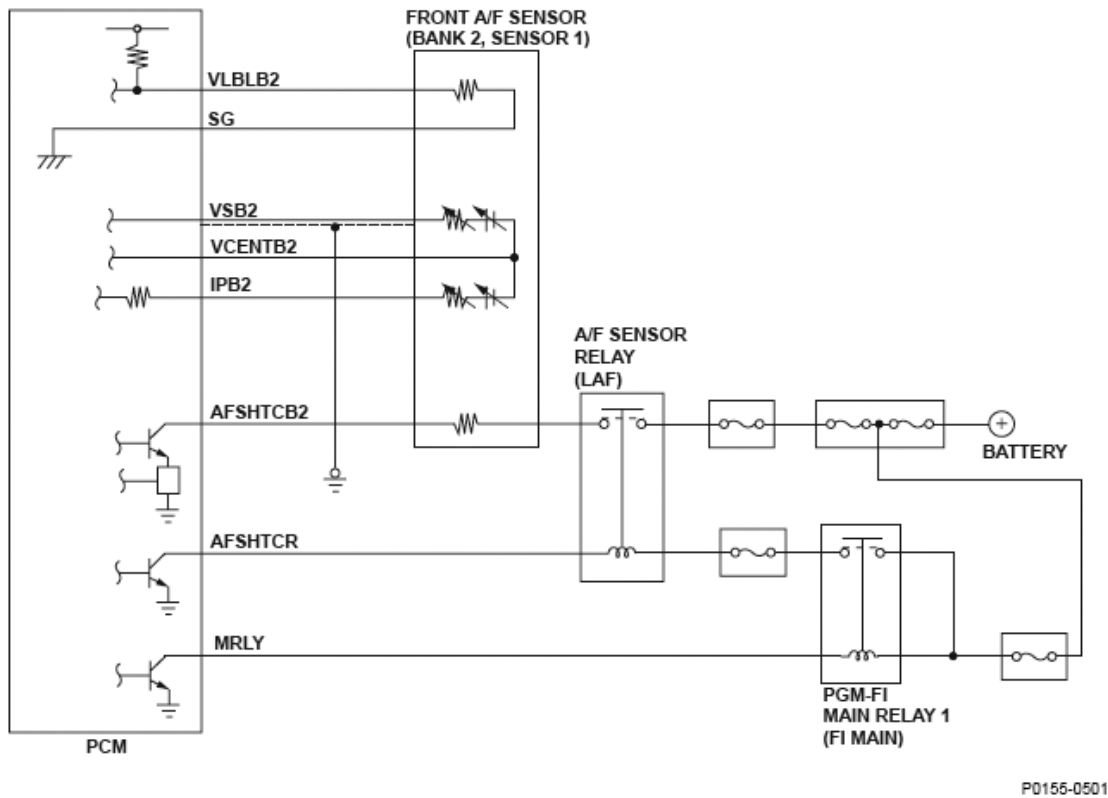 FRONT A/F SENSOR
(BANK 2, SENSOR 1)
VLBLB2
SG
VSB2
VCENTB2
IPB2
A/F SENSOR
RELAY
(LAF)
AFSHTCB2
+
BATTERY
AFSHTCR
MRLY
PGM-FI
MAIN RELAY 1
(FI MAIN)
PCM
P0155-0501